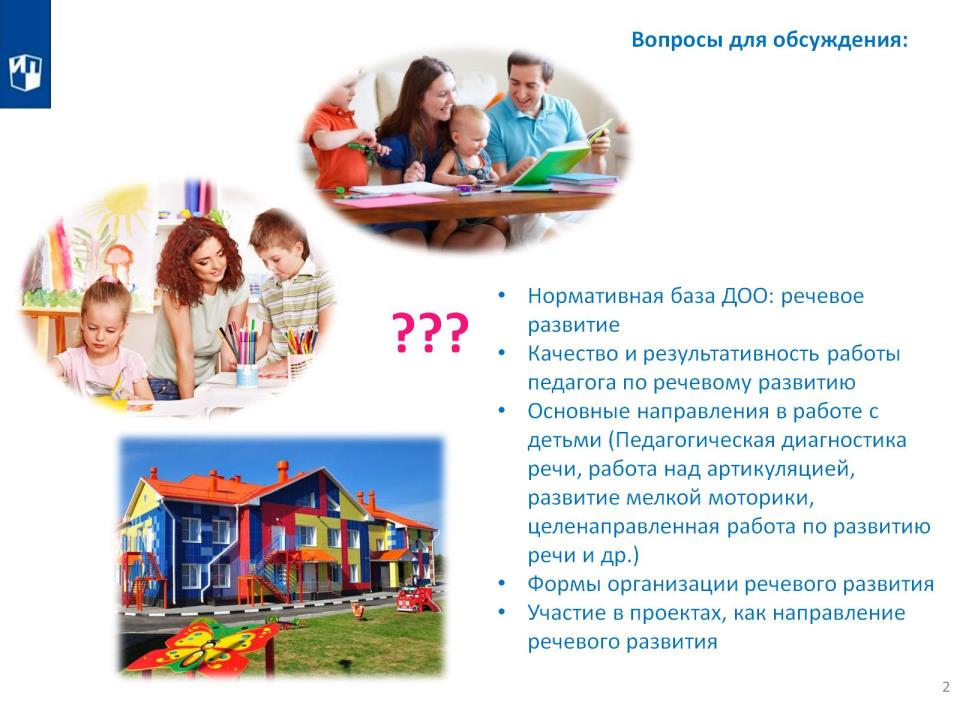 Вопросы для обсуждения:
???
• Нормативная база ДОО: речевое
развитие
• Качество и результативность работы
педагога по речевому развитию
• Основные направления в работе с
детьми (Педагогическая диагностика
речи, работа над артикуляцией,
развитие мелкой моторики,
целенаправленная работа по развитию
речи и др.)
• Формы организации речевого развития
• Участие в проектах, как направление
речевого развития
2